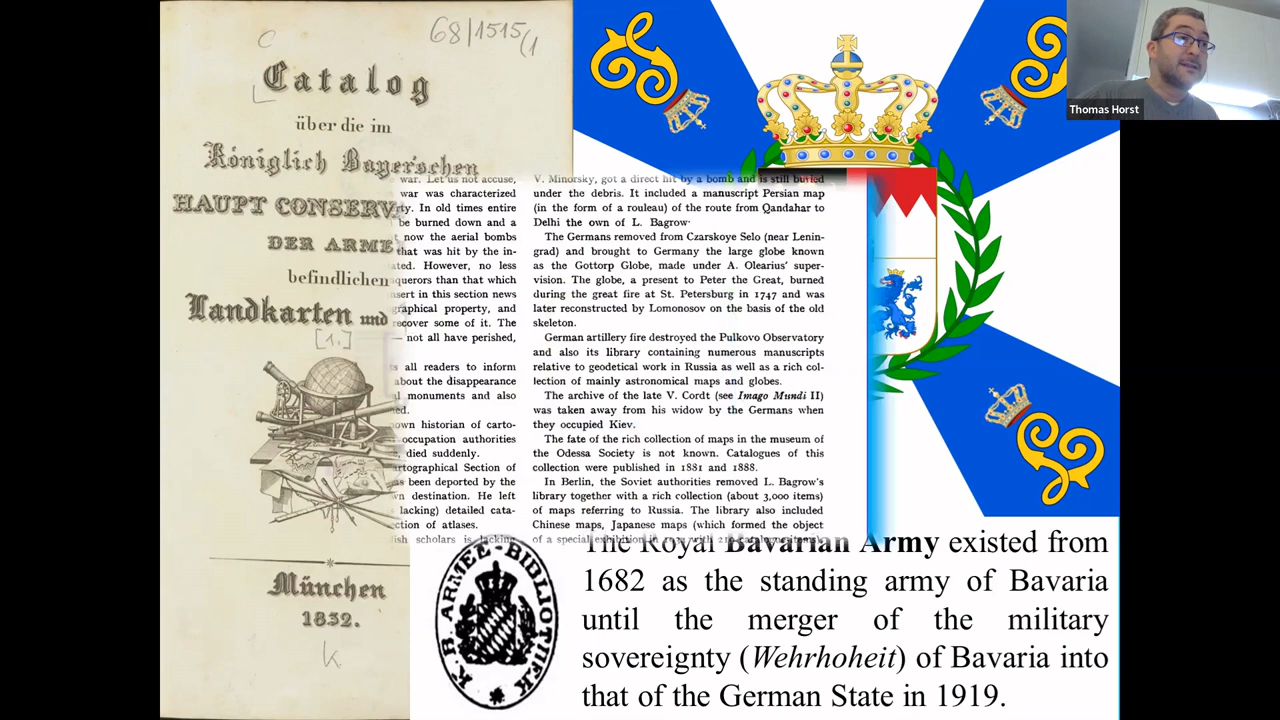 68|1515(1
C
Catalog
über die im
Königlich Bayer'schen
HAUPT CONSERV
DER ARME
befindlichen
Landkarten und
[1.]
München
1832.
K
war. Let us not accuse,
war was characterized
In old times entire
be burned down and a
now the aerial bombs
that was hit by the in-
However, no less
querors than that which
in this section news
graphical property, and
recover some of it. The
— not all have perished,
all readers to inform
about the disappearance
monuments and also
own historian of carto-
occupation authorities
, died suddenly.
rtographical Section of
been deported by the
destination. He left
lacking) detailed cata-
ction of atlases.
ish scholars is lacking
V. Minorsky, got a direct hit by a bomb and is still buried
under the debris. It included a manuscript Persian map
(in the form of a rouleau) of the route from Qandahar to
Delhi the own of L. Bagrow.
The Germans removed from Czarskoye Selo (near Lenin-
grad) and brought to Germany the large globe known
as the Gottorp Globe, made under A. Olearius' super-
vision. The globe, a present to Peter the Great, burned
during the great fire at St. Petersburg in 1747 and was
later reconstructed by Lomonosov on the basis of the old
skeleton.
German artillery fire destroyed the Pulkovo Observatory
and also its library containing numerous manuscripts
relative to geodetical work in Russia as well as a rich col-
lection of mainly astronomical maps and globes.
The archive of the late V. Cordt (see Imago Mundi II)
was taken away from his widow by the Germans when
they occupied Kiev.
The fate of the rich collection of maps in the museum of
the Odessa Society is not known. Catalogues of this
collection were published in 1881 and 1888.
In Berlin, the Soviet authorities removed L. Bagrow's
library together with a rich collection (about 3,000 items)
of maps referring to Russia. The library also included
Chinese maps, Japanese maps (which formed the object
of a special exhibition in
K. B. ARMEE-BIBLIOTHEK
The Royal Bavarian Army existed from
1682 as the standing army of Bavaria
until the merger of the military
sovereignty (Wehrhoheit) of Bavaria into
that of the German State in 1919.
Thomas Horst